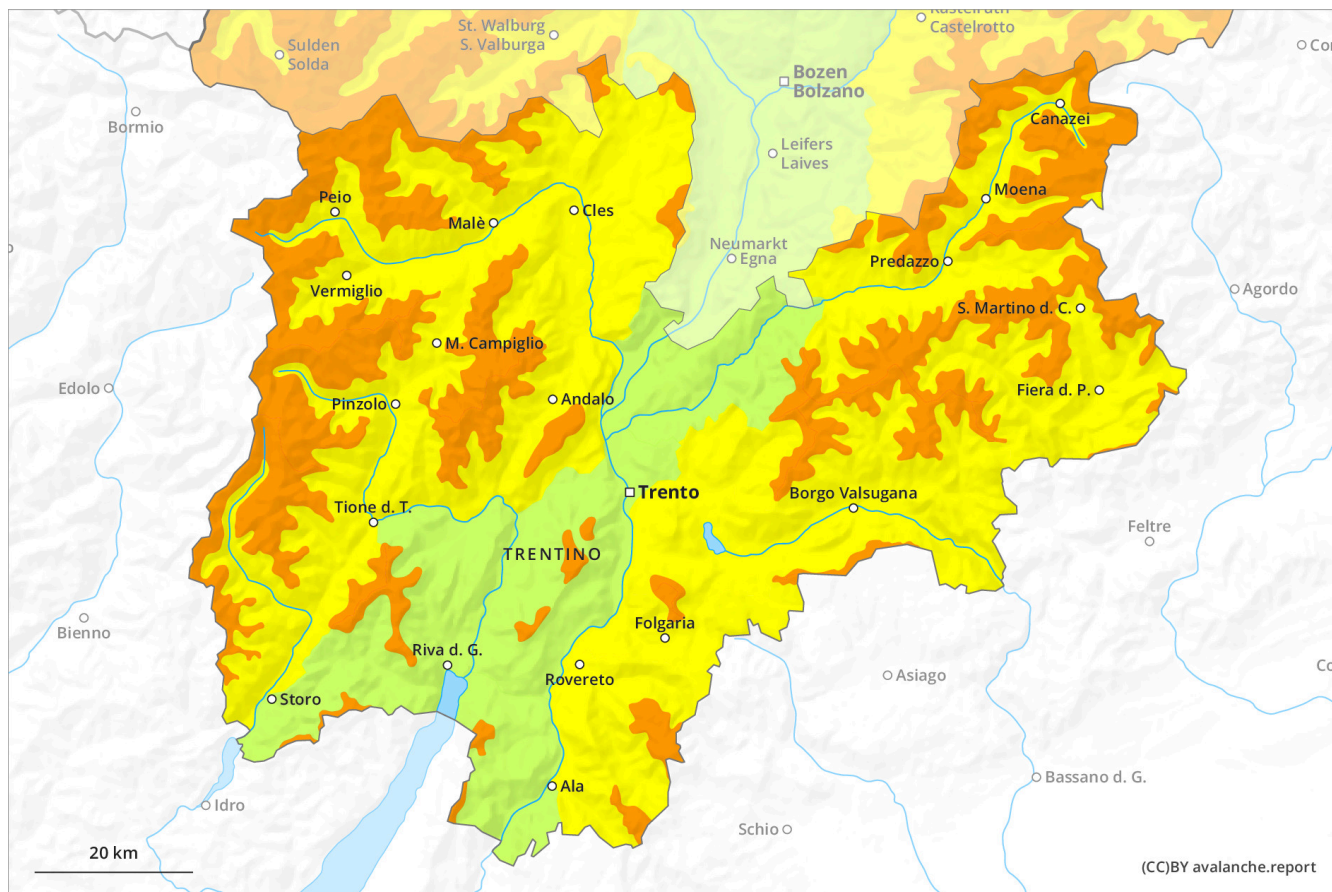 St. Walburg
S. Valburga
Castelrotto
Sulden
Solda
Bozen
Bolzano
Bormio
Canazei
Leifers
Laives
Peio
Moena
Malè
Cles
Neumarkt
Egna
Predazzo
Vermiglio
Agordo
S. Martino d. C.
M. Campiglio
Edolo
Pinzolo
Andalo
Fiera d. P.
Trento
Borgo Valsugana
Tione d. T.
Feltre
TRENTINO
Bienno
Folgaria
Riva d. G.
Rovereto
Asiago
Storo
Ala
Bassano d. G.
Idro
Schio
20 km
(CC)BY avalanche.report